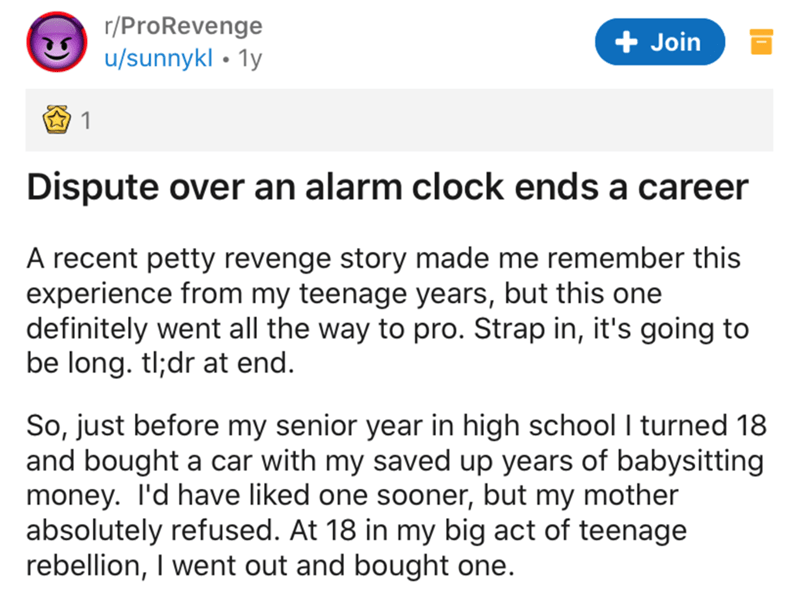 r/ProRevenge
u/sunnykl • 1y
+ Join
1
Dispute over an alarm clock ends a career
A recent petty revenge story made me remember this
experience from my teenage years, but this one
definitely went all the way to pro. Strap in, it's going to
be long. tl;dr at end.
So, just before my senior year in high school I turned 18
and bought a car with my saved up years of babysitting
money.  I'd have liked one sooner, but my mother
absolutely refused. At 18 in my big act of teenage
rebellion, I went out and bought one.